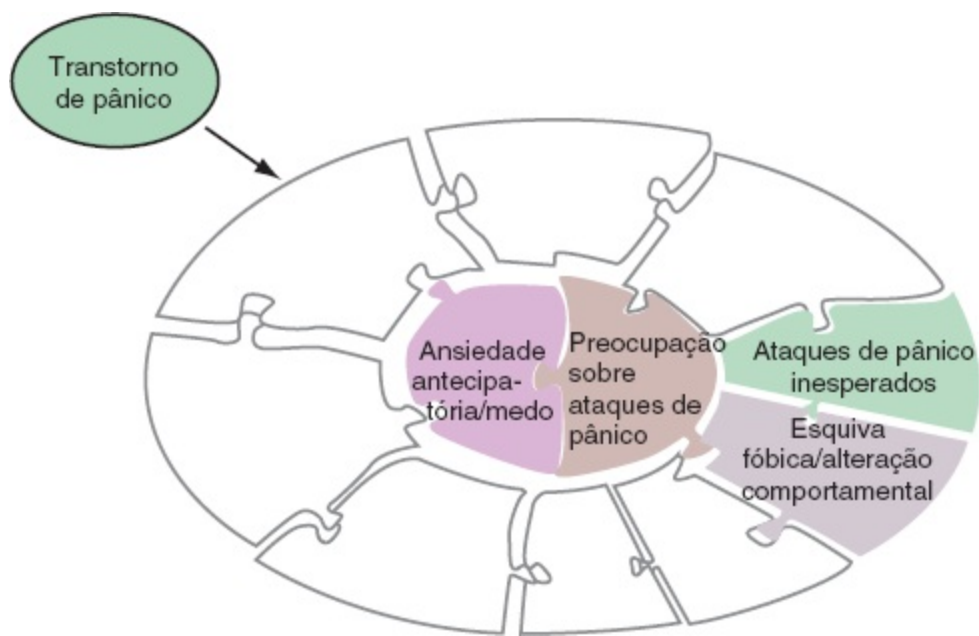 Transtorno
de pânico
Ansiedade
antecipa-
tória/medo
Preocupação
sobre
ataques de
pânico
Ataques de pânico
inesperados
Esquiva
fóbica/alteração
comportamental